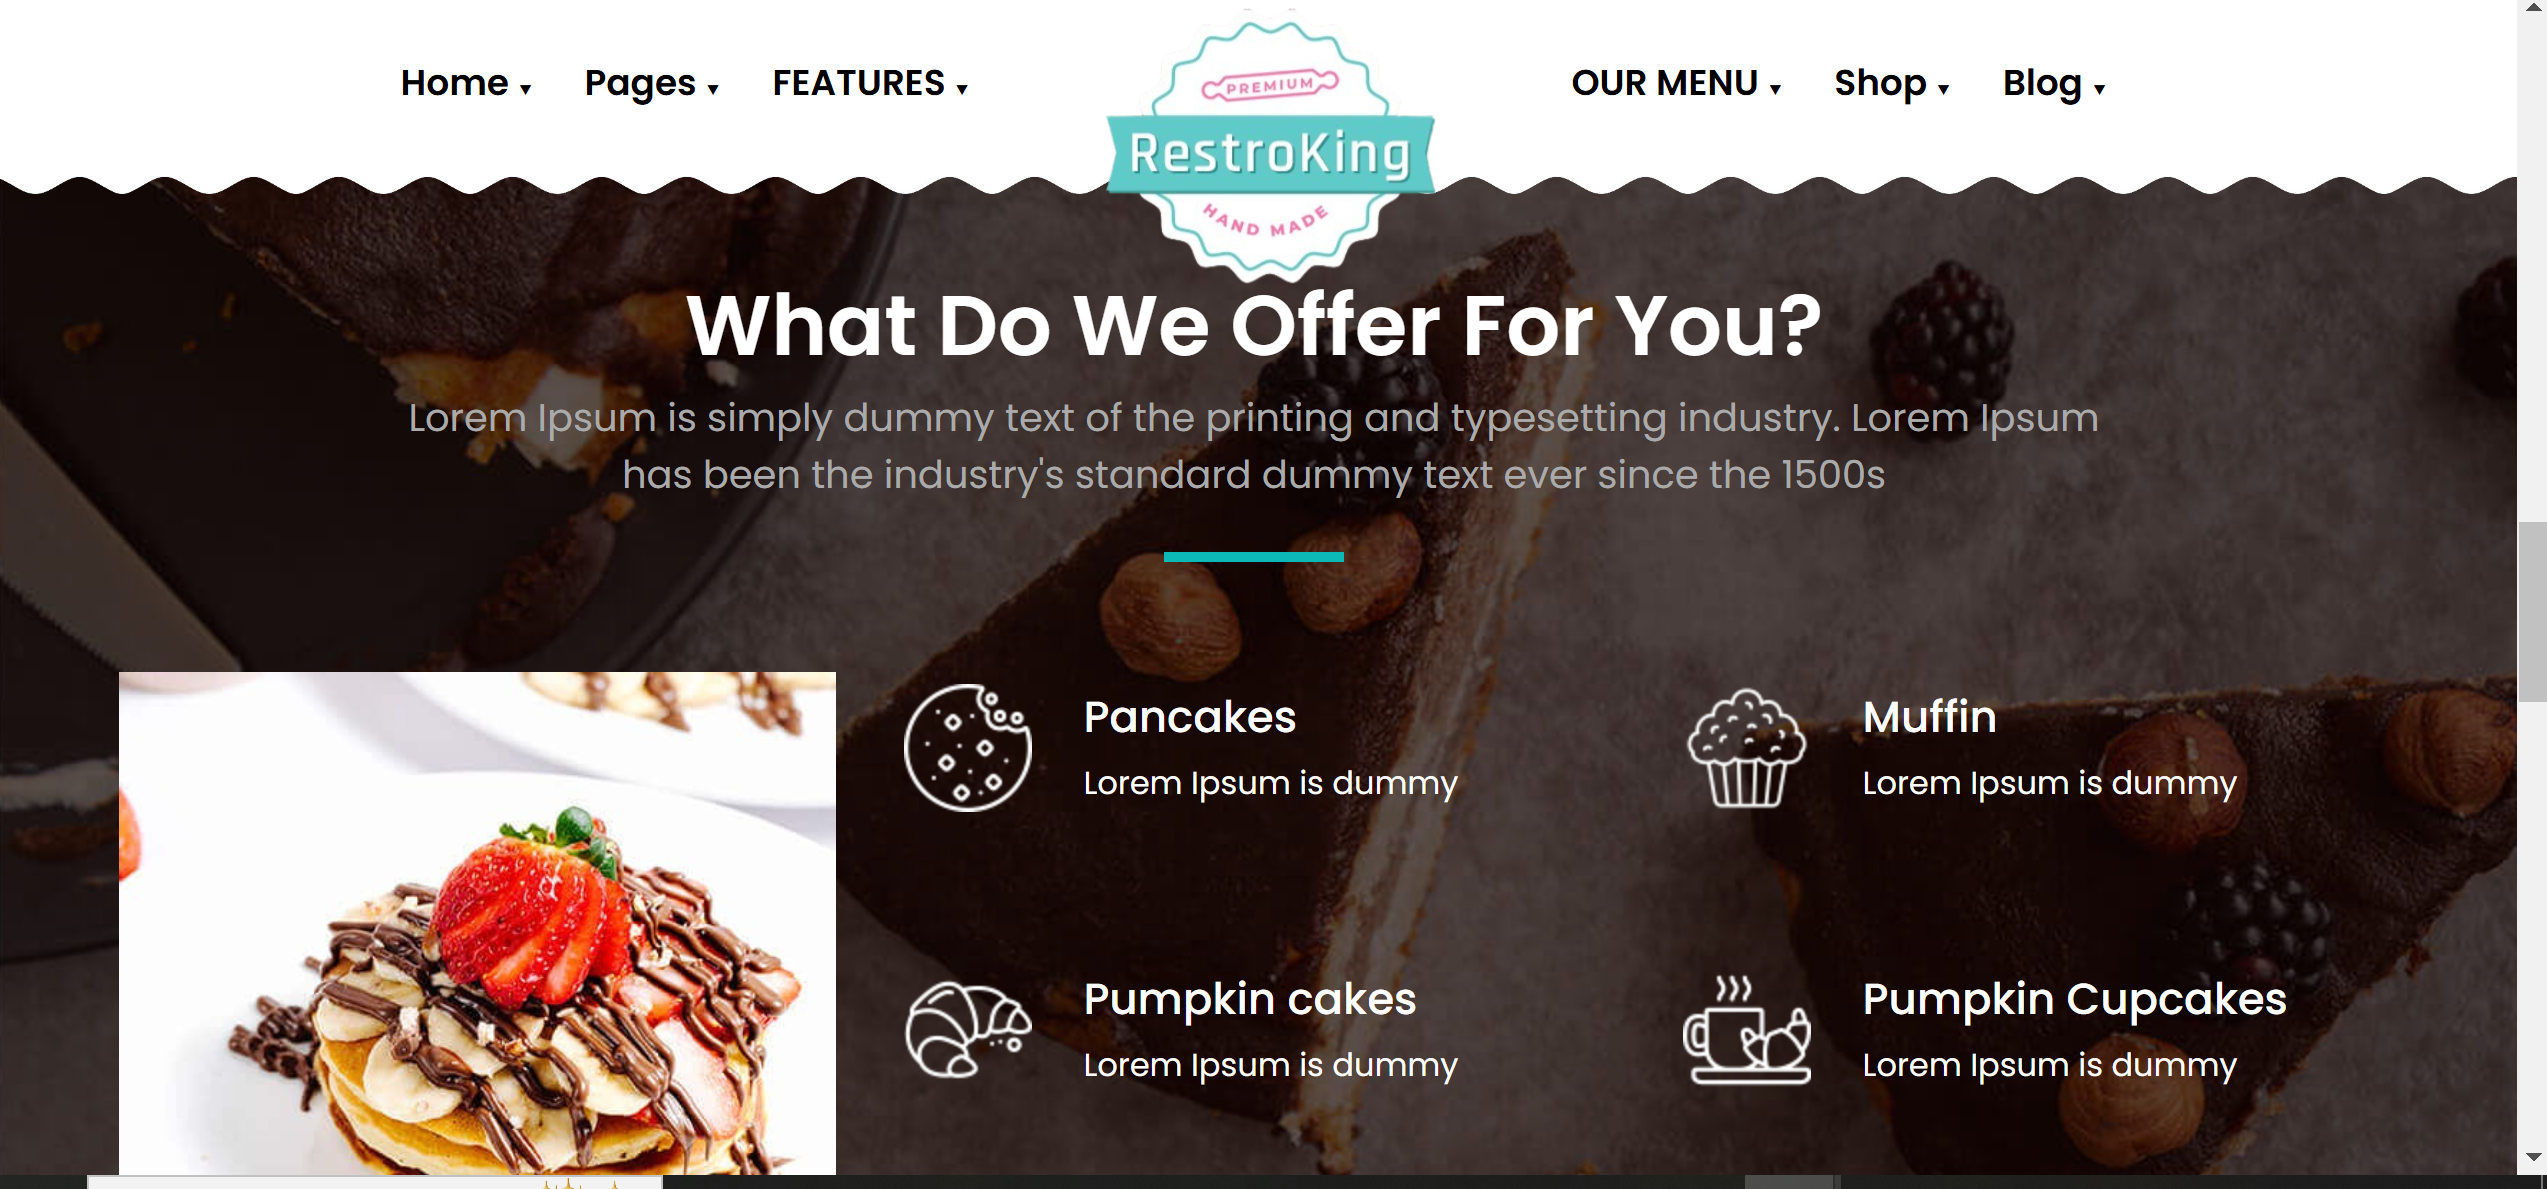 Home Pages FEATURES OUR MENU Shop Blog
PREMIUM
RestroKing
HAND MADE
What Do We Offer For You?
Lorem Ipsum is simply dummy text of the printing and typesetting industry. Lorem Ipsum
has been the industry's standard dummy text ever since the 1500s
Pancakes
Lorem Ipsum is dummy
Muffin
Lorem Ipsum is dummy
Pumpkin cakes
Lorem Ipsum is dummy
Pumpkin Cupcakes
Lorem Ipsum is dummy